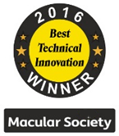 2016
Best
Technical
Innovation
WINNER
Macular Society